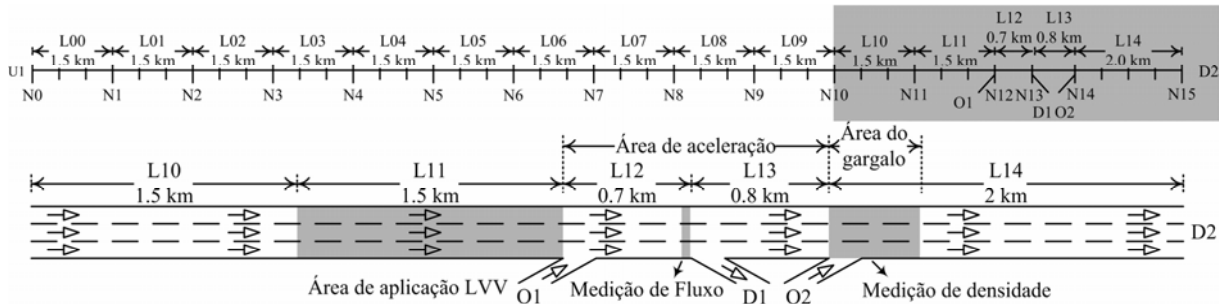 L12 L13
L00 L01 L02 L03 L04 L05 L06 L07 L08 L09 L10 L11 0.7 km 0.8 km L14
1.5 km 1.5 km 1.5 km 1.5 km 1.5 km 1.5 km 1.5 km 1.5 km 1.5 km 1.5 km 1.5 km 1.5 km 2.0 km
U1 D2
N0 N1 N2 N3 N4 N5 N6 N7 N8 N9 N10 N11 O1 N12 N13 N14 N15
D1 O2
Área de aceleração Área do
gargalo
L10 L11 L12 L13 L14
1.5 km 1.5 km 0.7 km 0.8 km 2 km
D2
Área de aplicação LVV O1 Medição de Fluxo D1 O2 Medição de densidade